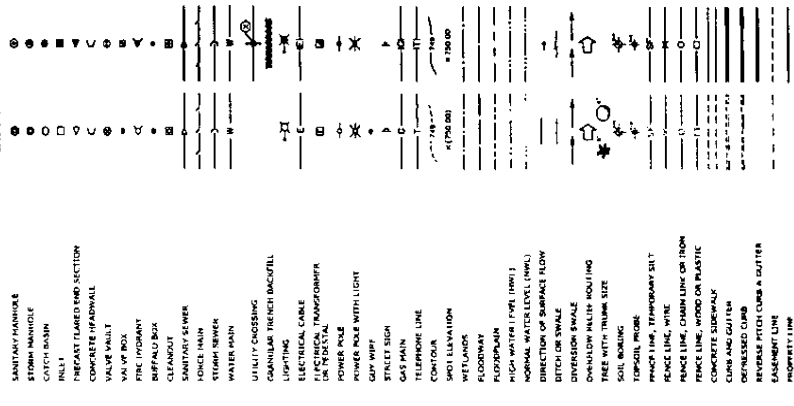 SANITARY MANHOLE
STORM MANHOLE
CATCH BASIN
INLET
PRECAST FLARED END SECTION
CONCRETE HEADWALL
VALVE VAULT
VALVE BOX
FIRE HYDRANT
BUFFALO BOX
CLEANOUT
SANITARY SEWER
FORCE MAIN
STORM SEWER
WATER MAIN
W
W
UTILITY CROSSING
GRANULAR TRENCH BACKFILL
LIGHTING
ELECTRICAL CABLE
E
E
ELECTRICAL TRANSFORMER
OR PEDESTAL
POWER POLE
POWER POLE WITH LIGHT
GUY WIRE
STREET SIGN
GAS MAIN
G
G
TELEPHONE LINE
T
T
CONTOUR
749
749
SPOT ELEVATION
x (750.00)
x 750.00
WETLANDS
FLOODWAY
FLOODPLAIN
HIGH WATER LEVEL (HWL)
NORMAL WATER LEVEL (NWL)
DIRECTION OF SURFACE FLOW
DITCH OR SWALE
DIVERSION SWALE
OVERFLOW RELIEF ROUTING
TREE WITH TRUNK SIZE
SOIL BORING
TOPSOIL PROBE
FENCE LINE, TEMPORARY SILT
FENCE LINE, WIRE
FENCE LINE, CHAIN LINK OR IRON
FENCE LINE, WOOD OR PLASTIC
CONCRETE SIDEWALK
CURB AND GUTTER
DEPRESSED CURB
REVERSE PITCH CURB & GUTTER
EASEMENT LINE
PROPERTY LINE